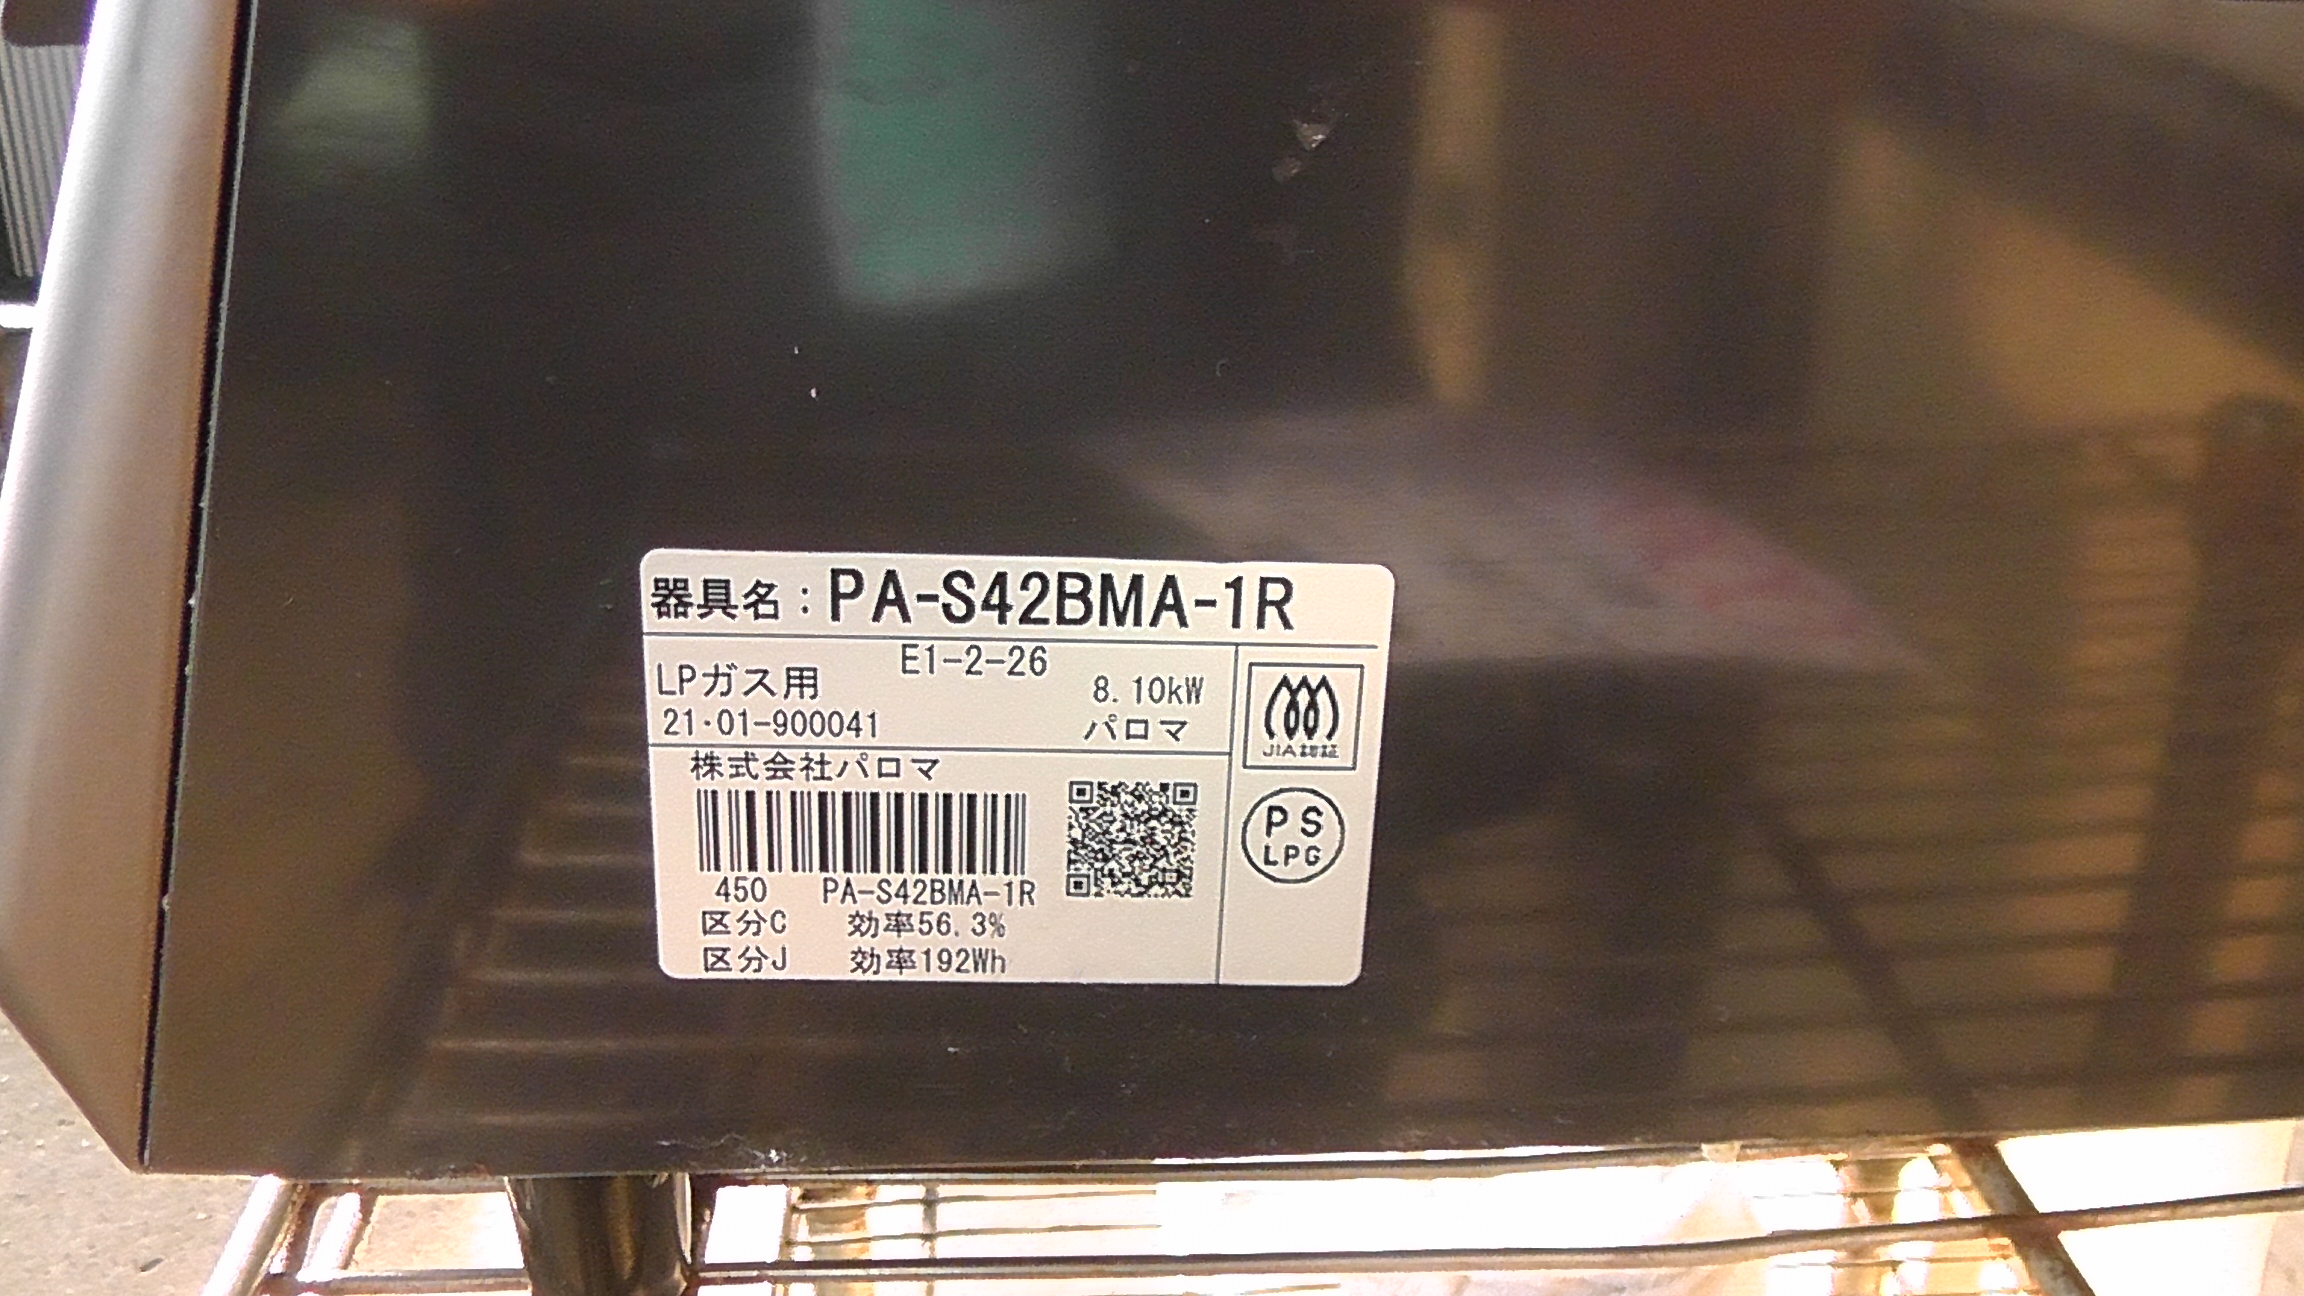 器具名：PA-S42BMA-1R
E1-2-26
LPガス用
8.10kW
21·01-900041
パロマ
JIA認証
株式会社パロマ
PS
LPG
450 PA-S42BMA-1R
区分C 効率56.3%
区分J 効率192Wh